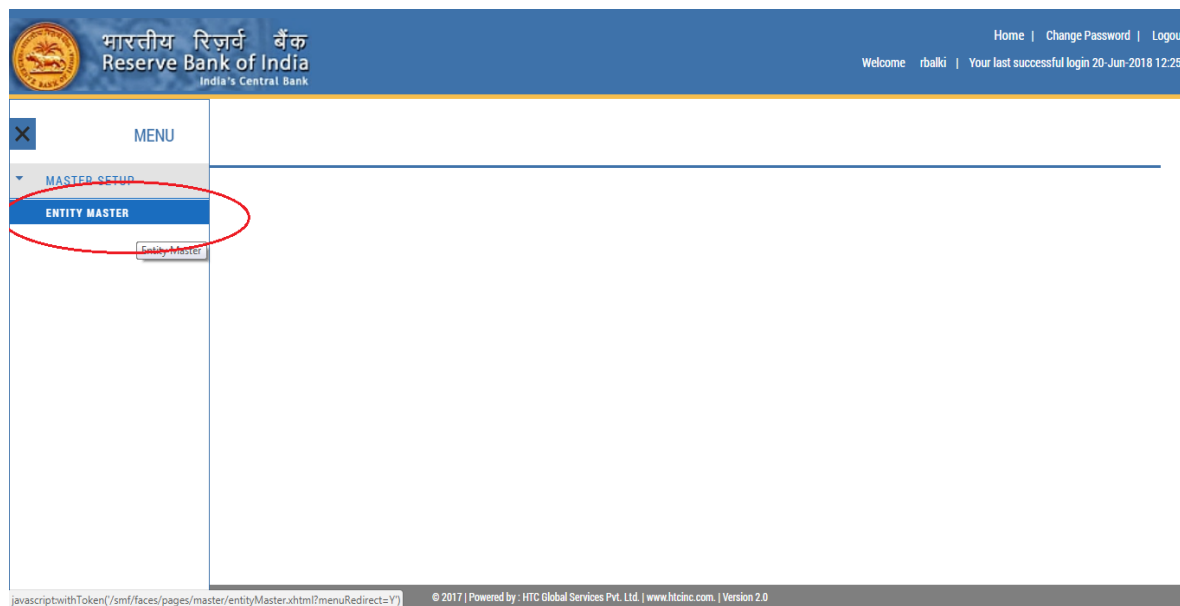 भारतीय रिज़र्व बैंक
Reserve Bank of India
India's Central Bank
Home | Change Password | Logou
Welcome rbalki | Your last successful login 20-Jun-2018 12:25
MENU
MASTER SETUP
ENTITY MASTER
Entity Master
javascript:withToken('/smf/faces/pages/master/entityMaster.xhtml?menuRedirect=Y')
© 2017 | Powered by : HTC Global Services Pvt. Ltd. | www.htcinc.com. | Version 2.0